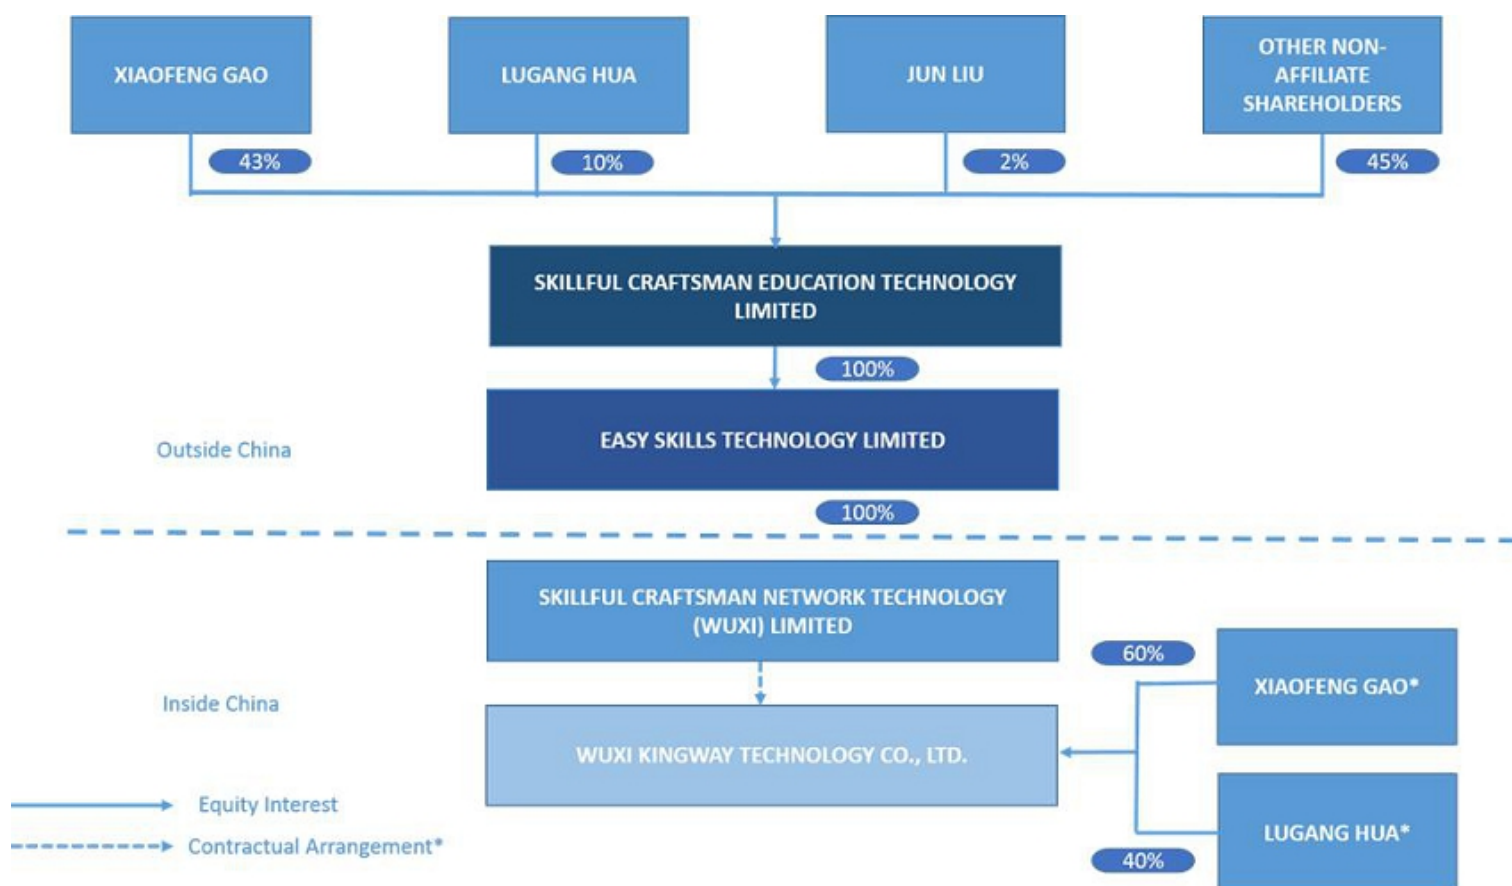 XIAOFENG GAO
LUGANG HUA
JUN LIU
OTHER NON-
AFFILIATE
SHAREHOLDERS
43%
10%
2%
45%
SKILLFUL CRAFTSMAN EDUCATION TECHNOLOGY
LIMITED
100%
EASY SKILLS TECHNOLOGY LIMITED
Outside China
100%
SKILLFUL CRAFTSMAN NETWORK TECHNOLOGY
(WUXI) LIMITED
60%
XIAOFENG GAO*
Inside China
WUXI KINGWAY TECHNOLOGY CO., LTD.
Equity Interest
LUGANG HUA*
Contractual Arrangement*
40%